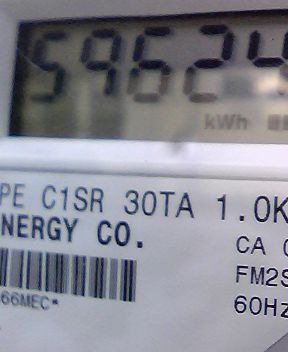 59624
kWh
PE C1SR 30TA 1.0K
NERGY CO.
CA
FM2S
66MEC*
60Hz